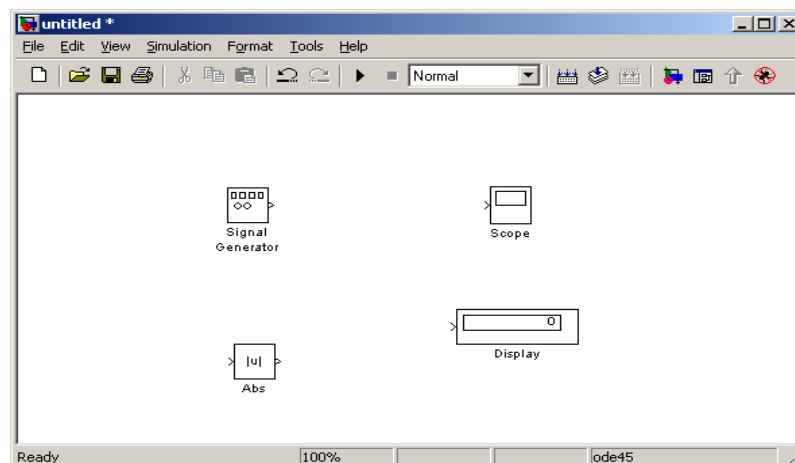 untitled *
File Edit View Simulation Format Tools Help
Normal
Signal
Generator
Scope
0
Display
|u|
Abs
Ready 100% ode45